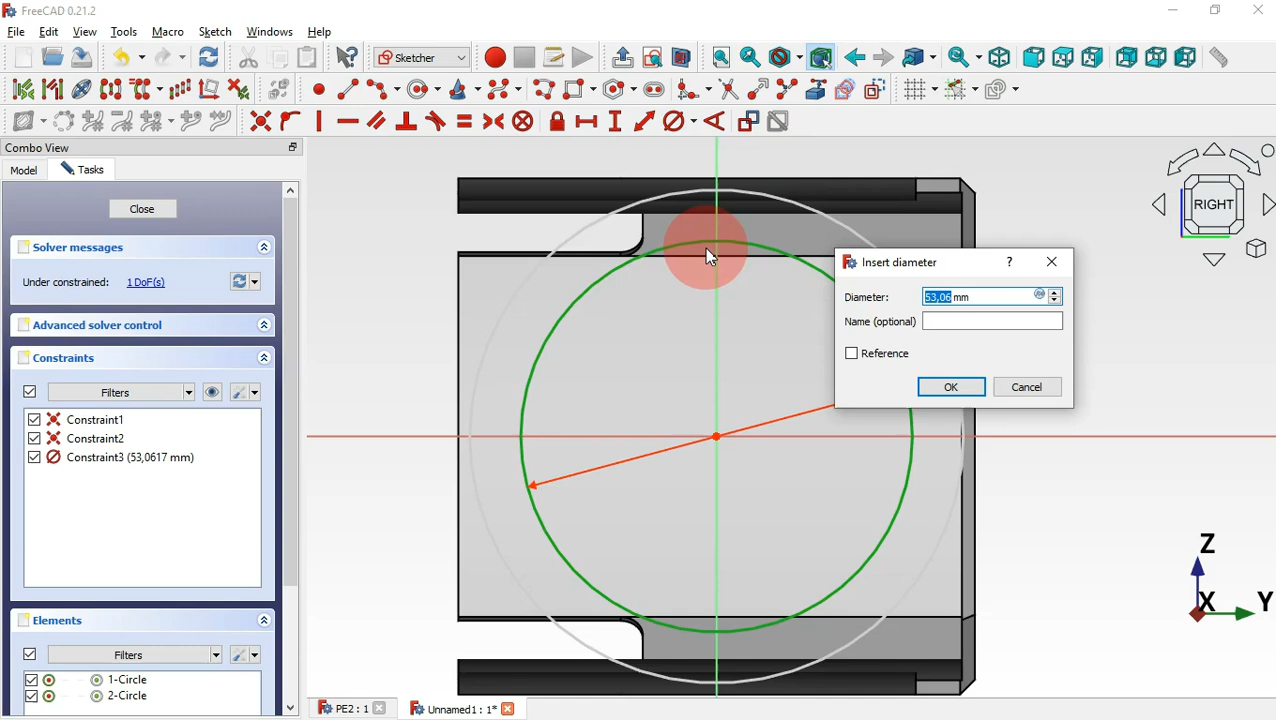 FreeCAD 0.21.2
File Edit View Tools Macro Sketch Windows Help
Sketcher
Combo View
Model Tasks
Close
Solver messages
Under constrained: 1 DoF(s)
Advanced solver control
Constraints
Filters
Constraint1
Constraint2
Constraint3 (53,0617 mm)
Elements
Filters
1-Circle
2-Circle
Insert diameter ?
Diameter: 53,06 mm
Name (optional)
Reference
OK Cancel
RIGHT
Z
X Y
PE2 : 1 Unnamed1 : 1*